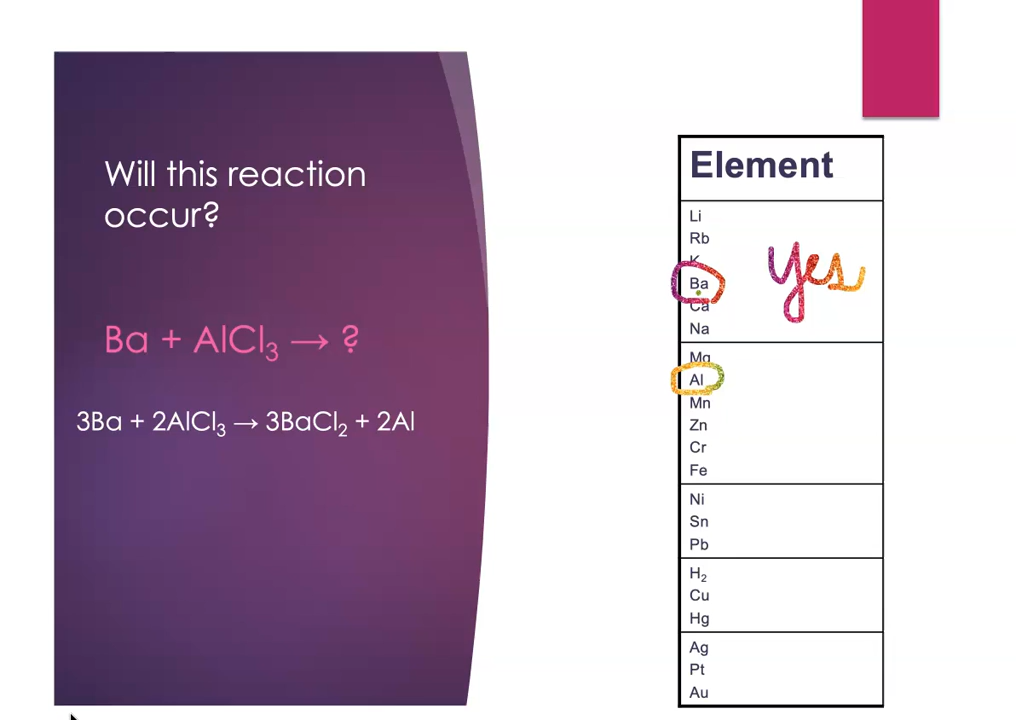 Will this reaction
occur?
Ba + AlCl₃ → ?
3Ba + 2AlCl₃ → 3BaCl₂ + 2Al
Element
Li
Rb
K
Ba
Ca
Na
yes
Mg
Al
Mn
Zn
Cr
Fe
Ni
Sn
Pb
H₂
Cu
Hg
Ag
Pt
Au